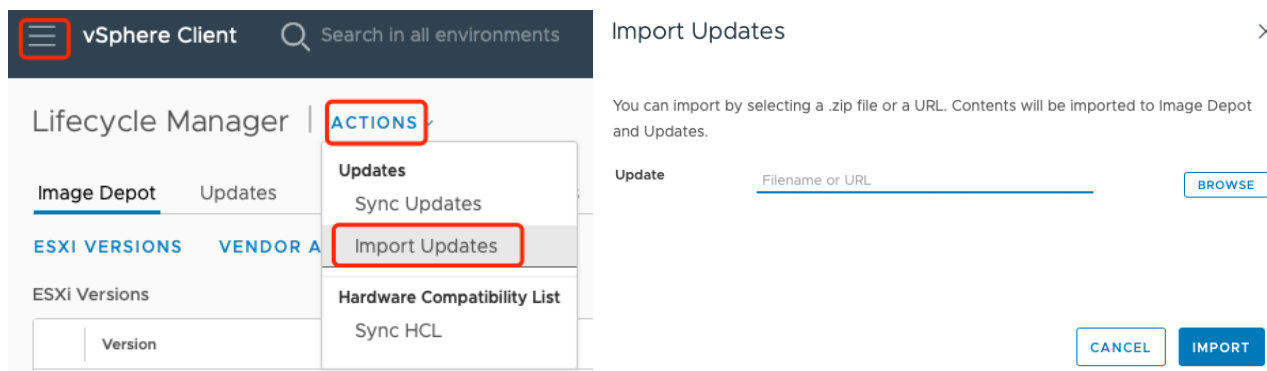 vSphere Client
Search in all environments
Lifecycle Manager
ACTIONS
Updates
Sync Updates
Import Updates
Hardware Compatibility List
Sync HCL
Image Depot
Updates
ESXI VERSIONS
VENDOR A
ESXi Versions
Version
Import Updates
You can import by selecting a .zip file or a URL. Contents will be imported to Image Depot
and Updates.
Update
Filename or URL
BROWSE
CANCEL
IMPORT